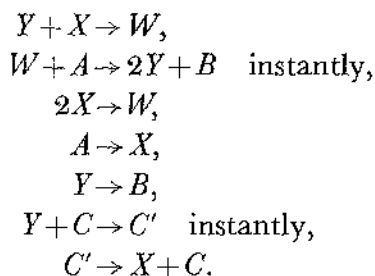 Y+X→W,
W+A→2Y+B instantly,
2X→W,
A→X,
Y→B,
Y+C→C′ instantly,
C′→X+C.